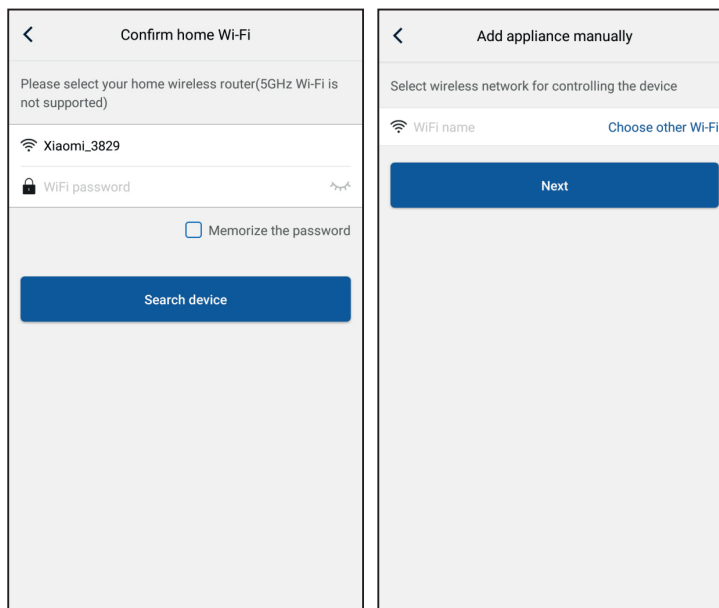 Confirm home Wi-Fi
Please select your home wireless router(5GHz Wi-Fi is
not supported)
Xiaomi_3829
WiFi password
Memorize the password
Search device
Add appliance manually
Select wireless network for controlling the device
WiFi name
Choose other Wi-Fi
Next